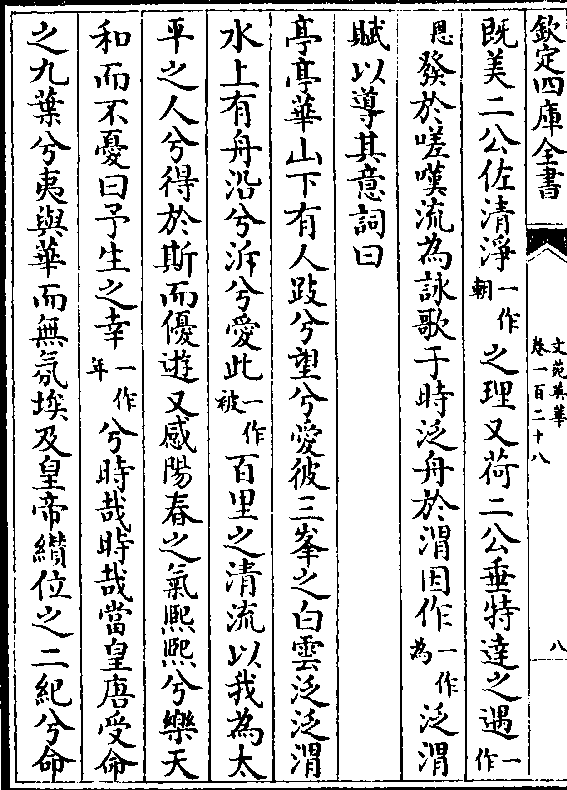 欽定四庫全書
文苑英華
卷一百二十八
八
既美二公佐清淨一作朝之理又荷二公垂特達之遇一作
恩發於嗟嘆流為詠歌于時泛舟於渭因作一作為泛渭
賦以導其意詞曰
亭亭華山下有人跂兮望兮愛彼三峯之白雲泛泛渭
水上有舟沿兮泝兮愛此一作被百里之清流以我為太
平之人兮得於斯而優遊又感陽春之氣熙熙兮樂天
和而不憂曰予生之幸一作年兮時哉時哉當皇唐受命
之九葉兮夷與華而無氛埃及皇帝纘位之二紀兮命